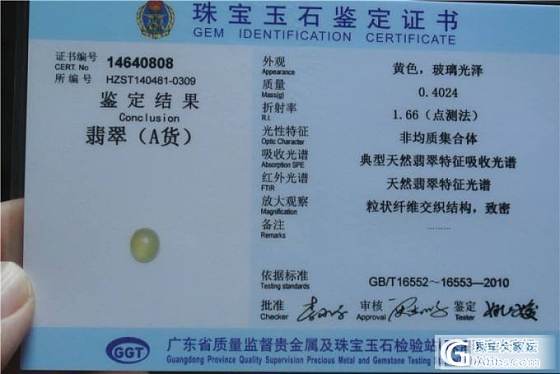 珠宝玉石鉴定证书
GEM IDENTIFICATION CERTIFICATE
证书编号 14640808
CERT. No
所编号 HZST140481-0309
鉴定结果
Conclusion
翡翠（A货）
外观 黄色，玻璃光泽
Appearance
质量 0.4024
Mass(g)
折射率 1.66（点测法）
R.I.
光性特征 非均质集合体
Optic Character
吸收光谱 典型天然翡翠特征吸收光谱
Absorption SPE
红外光谱 天然翡翠特征光谱
FTIR
放大观察 粒状纤维交织结构，致密
Magnification
备注 ………
Remarks
依据标准 GB/T16552～16553—2010
Testing standards
批准 审核 鉴定
Checker Approval Tester
GGT 广东省质量监督贵金属及珠宝玉石检验站
Guangdong Province Quality Supervision Precious Metal and Gemstone Testing